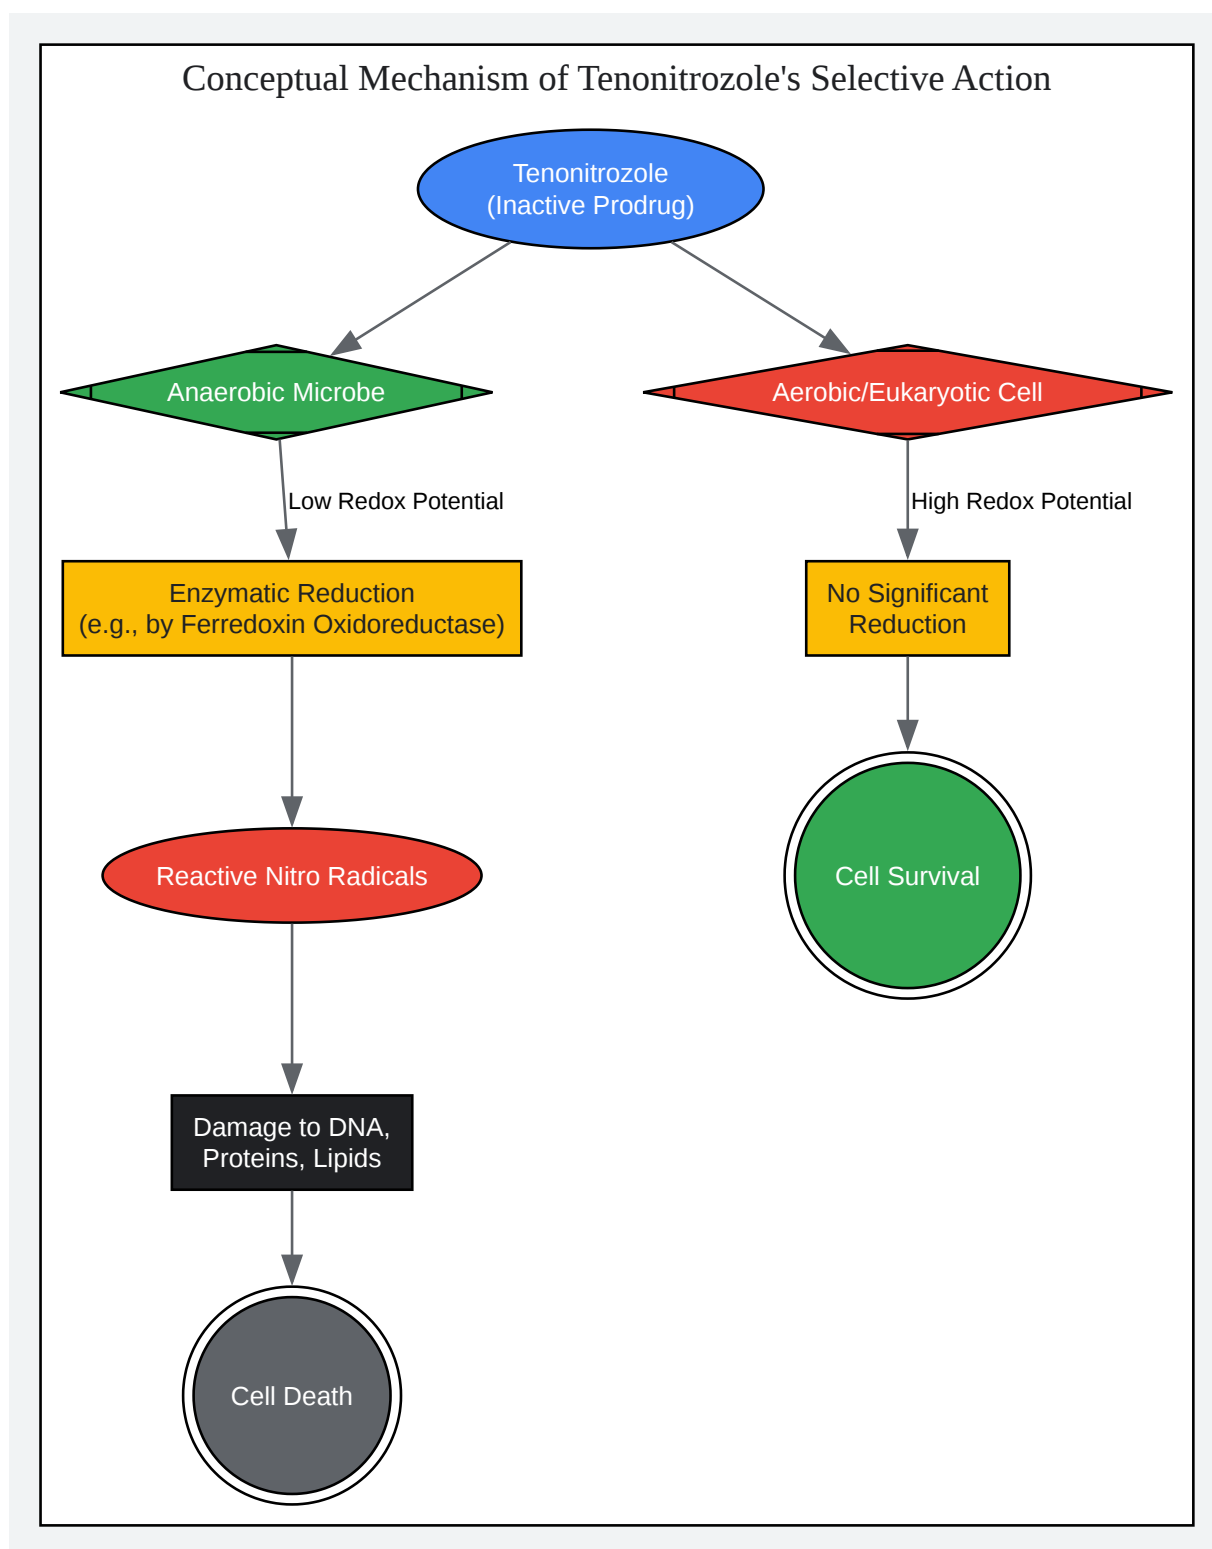 Conceptual Mechanism of Tenonitrozole's Selective Action
Tenonitrozole
(Inactive Prodrug)
Anaerobic Microbe
Aerobic/Eukaryotic Cell
Low Redox Potential
High Redox Potential
Enzymatic Reduction
(e.g., by Ferredoxin Oxidoreductase)
No Significant
Reduction
Reactive Nitro Radicals
Cell Survival
Damage to DNA,
Proteins, Lipids
Cell Death